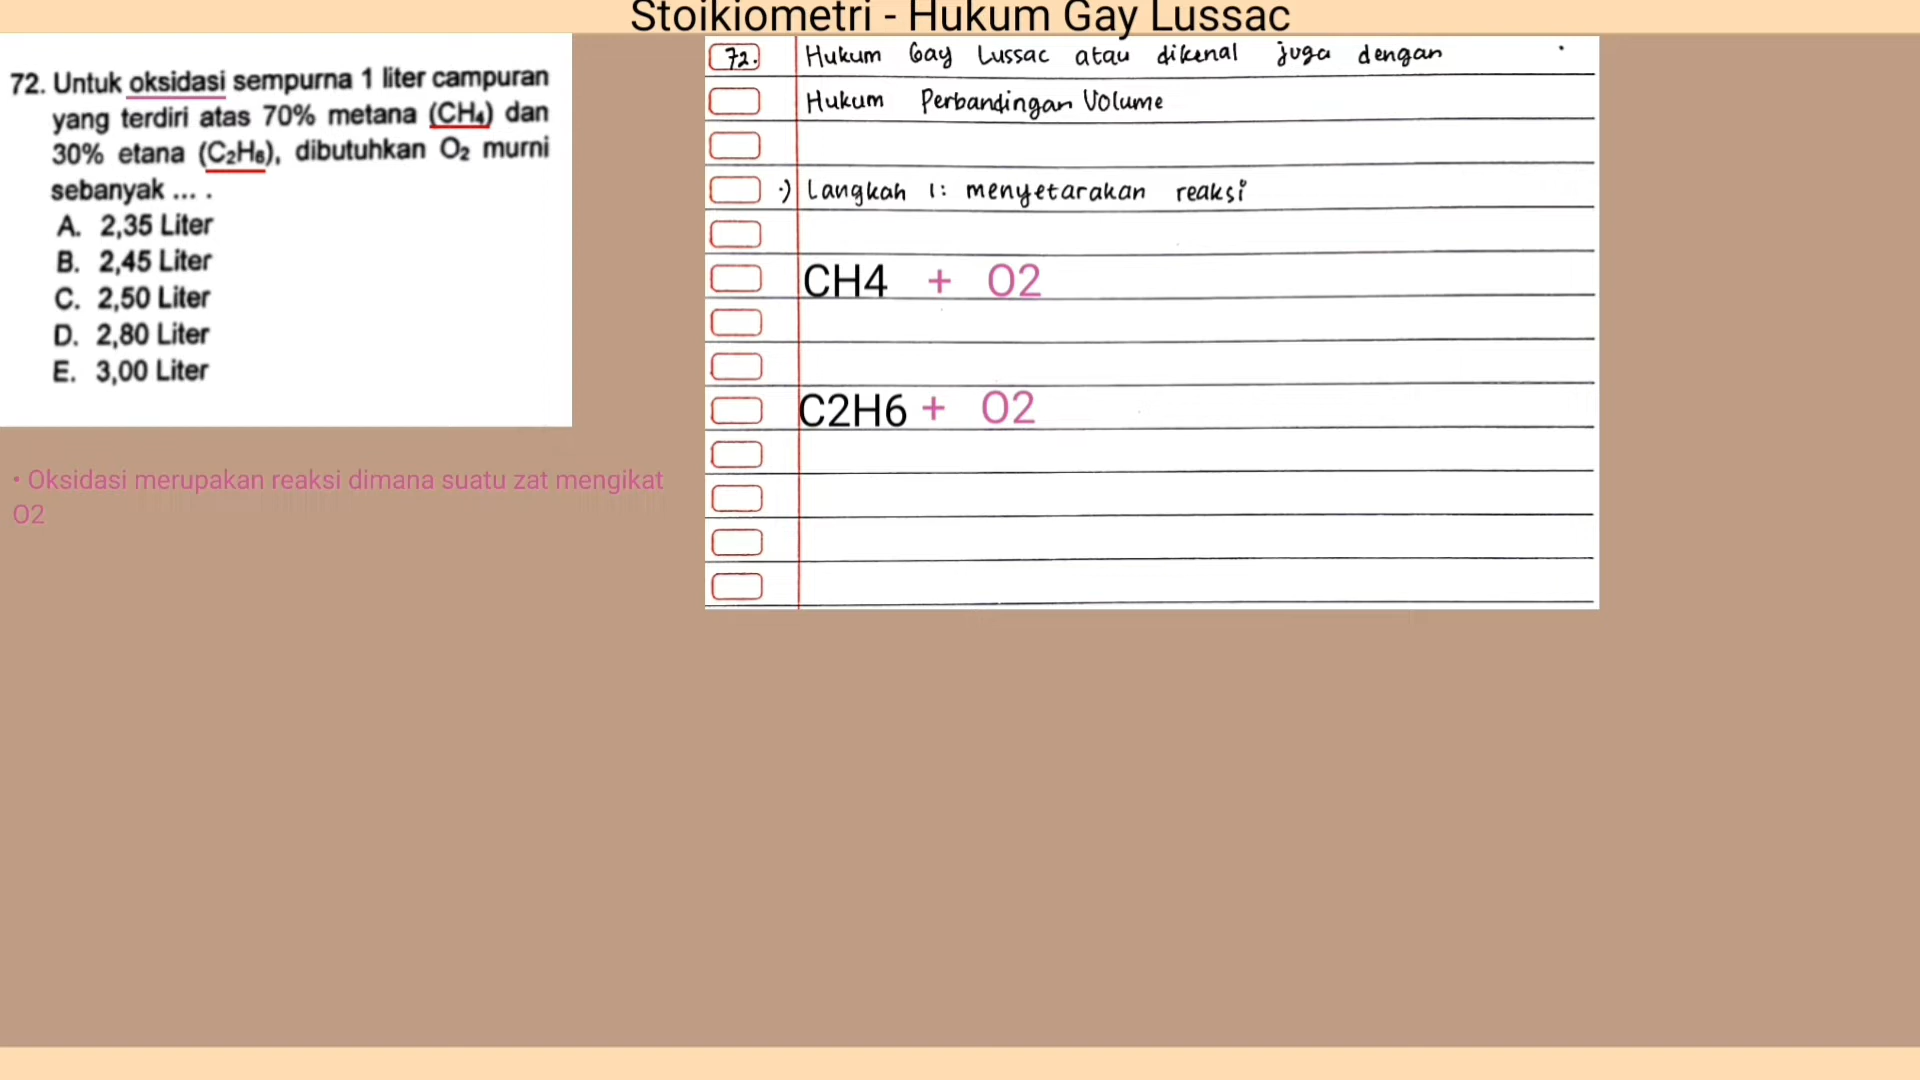 Stoikiometri - Hukum Gay Lussac
72. Untuk oksidasi sempurna 1 liter campuran
yang terdiri atas 70% metana (CH₄) dan
30% etana (C₂H₆), dibutuhkan O₂ murni
sebanyak ... .
A. 2,35 Liter
B. 2,45 Liter
C. 2,50 Liter
D. 2,80 Liter
E. 3,00 Liter
• Oksidasi merupakan reaksi dimana suatu zat mengikat
O2
72. Hukum Gay Lussac atau dikenal juga dengan
Hukum Perbandingan Volume
·) Langkah 1: menyetarakan reaksi
CH4 + O2
C2H6 + O2